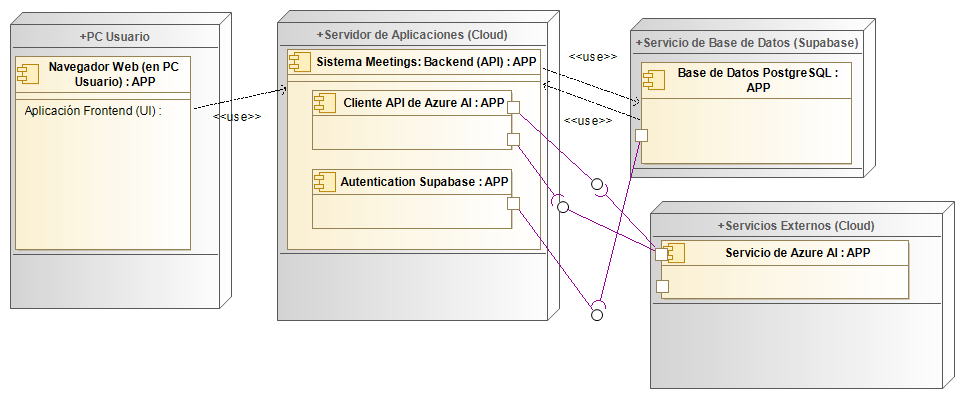 +PC Usuario
Navegador Web (en PC
Usuario) : APP
Aplicación Frontend (UI) :
<<use>>
+Servidor de Aplicaciones (Cloud)
Sistema Meetings: Backend (API) : APP
Cliente API de Azure AI : APP
Autentication Supabase : APP
<<use>>
<<use>>
+Servicio de Base de Datos (Supabase)
Base de Datos PostgreSQL :
APP
+Servicios Externos (Cloud)
Servicio de Azure AI : APP